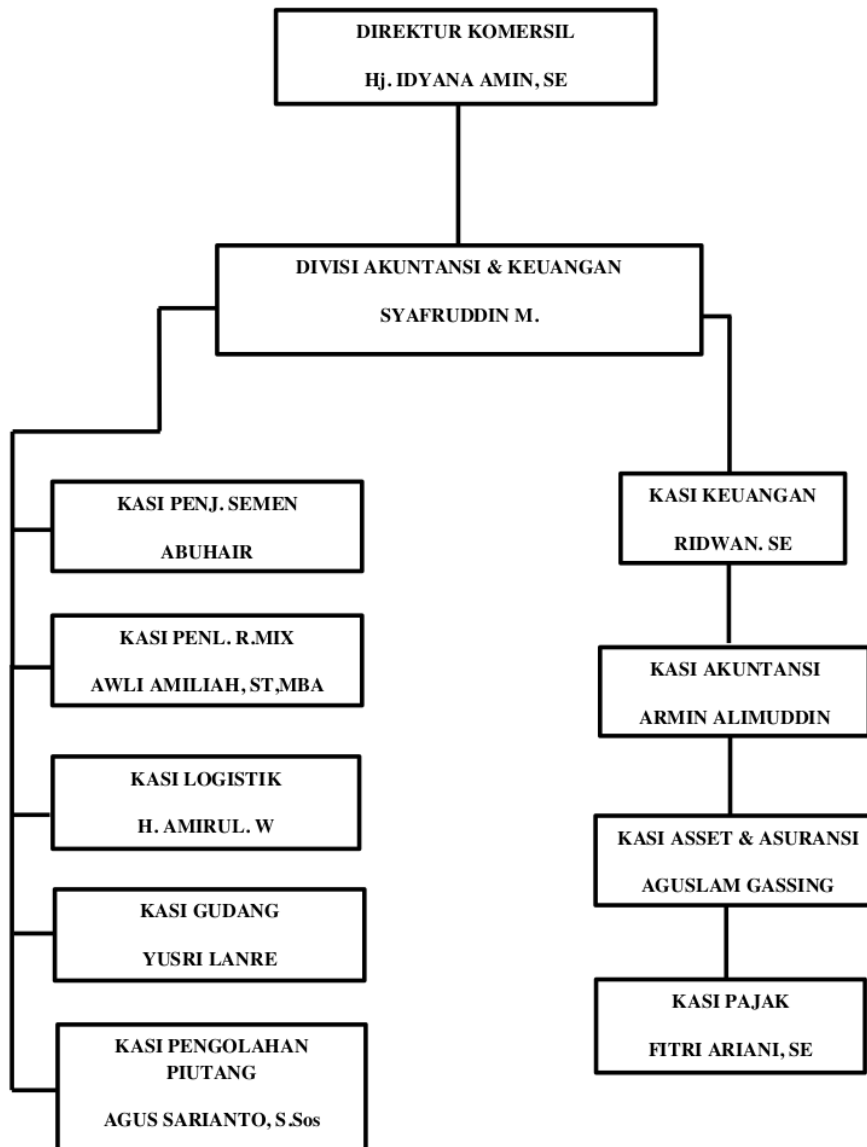 DIREKTUR KOMERSIL
Hj. IDYANA AMIN, SE
DIVISI AKUNTANSI & KEUANGAN
SYAFRUDDIN M.
KASI PENJ. SEMEN
ABUHAIR
KASI PENL. R.MIX
AWLI AMILIAH, ST,MBA
KASI LOGISTIK
H. AMIRUL. W
KASI GUDANG
YUSRI LANRE
KASI PENGOLAHAN
PIUTANG
AGUS SARIANTO, S.Sos
KASI KEUANGAN
RIDWAN. SE
KASI AKUNTANSI
ARMIN ALIMUDDIN
KASI ASSET & ASURANSI
AGUSLAM GASSING
KASI PAJAK
FITRI ARIANI, SE